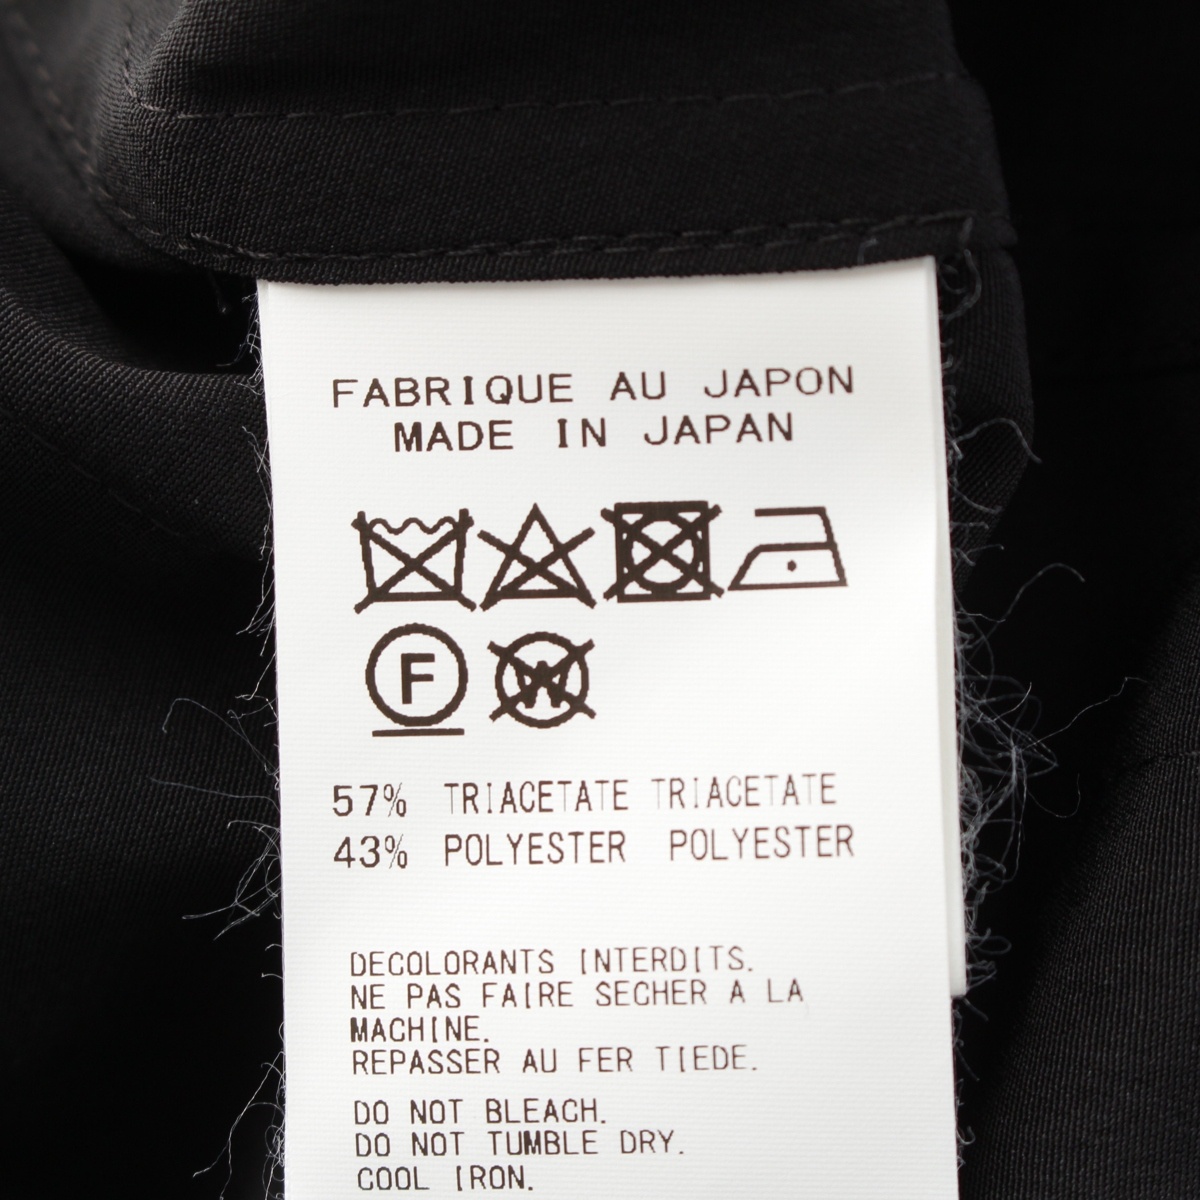 FABRIQUE AU JAPON
MADE IN JAPAN
F W
57% TRIACETATE TRIACETATE
43% POLYESTER POLYESTER
DECOLORANTS INTERDITS.
NE PAS FAIRE SECHER A LA
MACHINE.
REPASSER AU FER TIEDE.
DO NOT BLEACH.
DO NOT TUMBLE DRY.
COOL IRON.